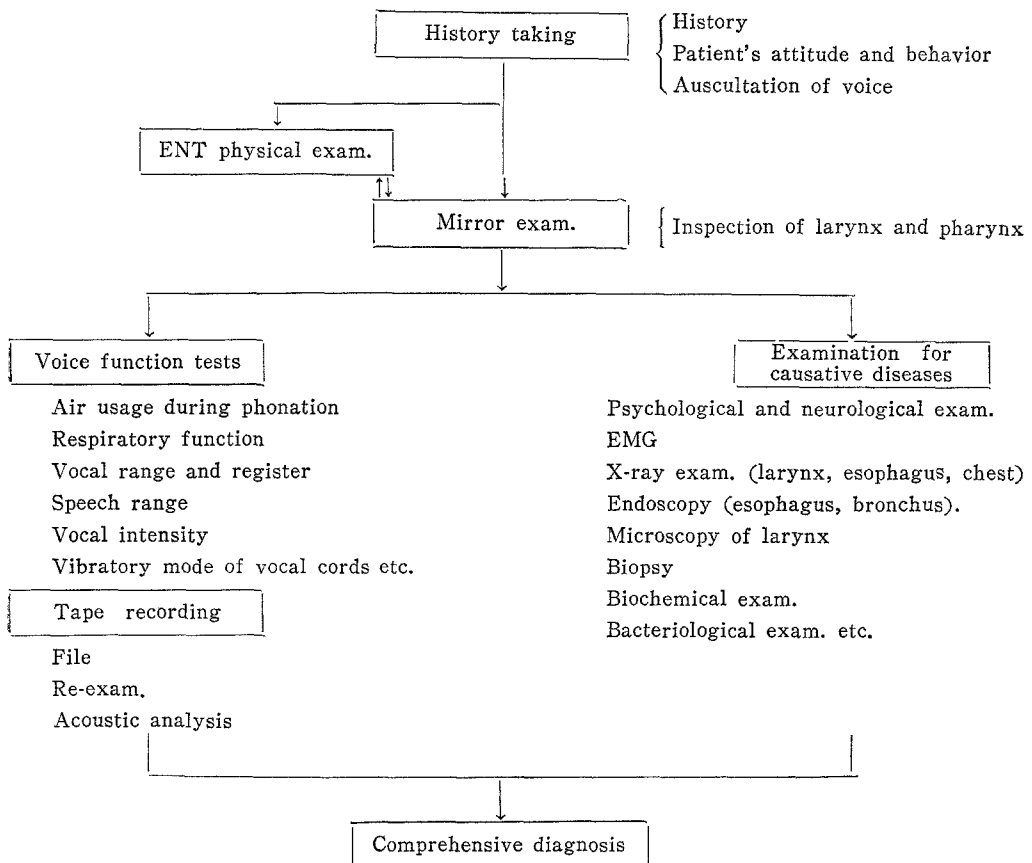 History taking
History
Patient's attitude and behavior
Auscultation of voice
ENT physical exam.
Mirror exam.
Inspection of larynx and pharynx
Voice function tests
Air usage during phonation
Respiratory function
Vocal range and register
Speech range
Vocal intensity
Vibratory mode of vocal cords etc.
Tape recording
File
Re-exam.
Acoustic analysis
Examination for
causative diseases
Psychological and neurological exam.
EMG
X-ray exam. (larynx, esophagus, chest)
Endoscopy (esophagus, bronchus).
Microscopy of larynx
Biopsy
Biochemical exam.
Bacteriological exam. etc.
Comprehensive diagnosis